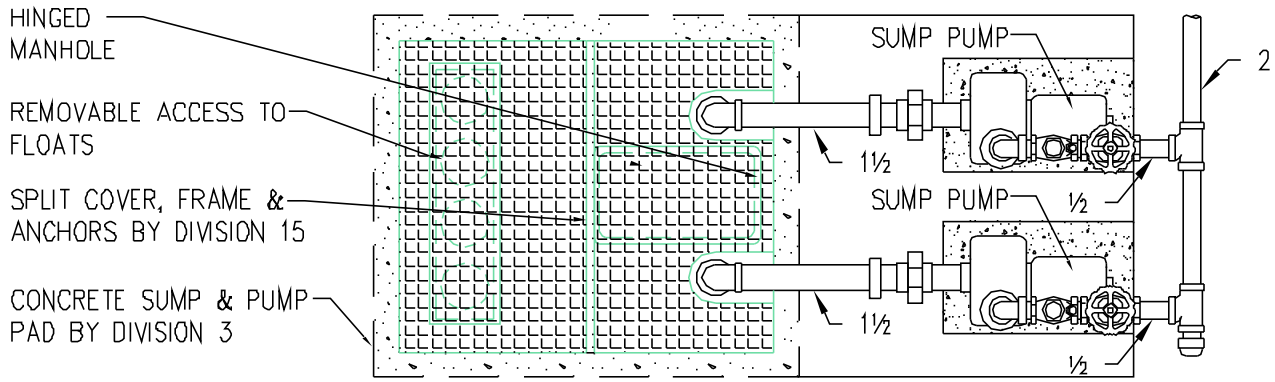 HINGED
MANHOLE
REMOVABLE ACCESS TO
FLOATS
SPLIT COVER, FRAME &
ANCHORS BY DIVISION 15
CONCRETE SUMP & PUMP
PAD BY DIVISION 3
SUMP PUMP
2
1½
½
SUMP PUMP
1½
½